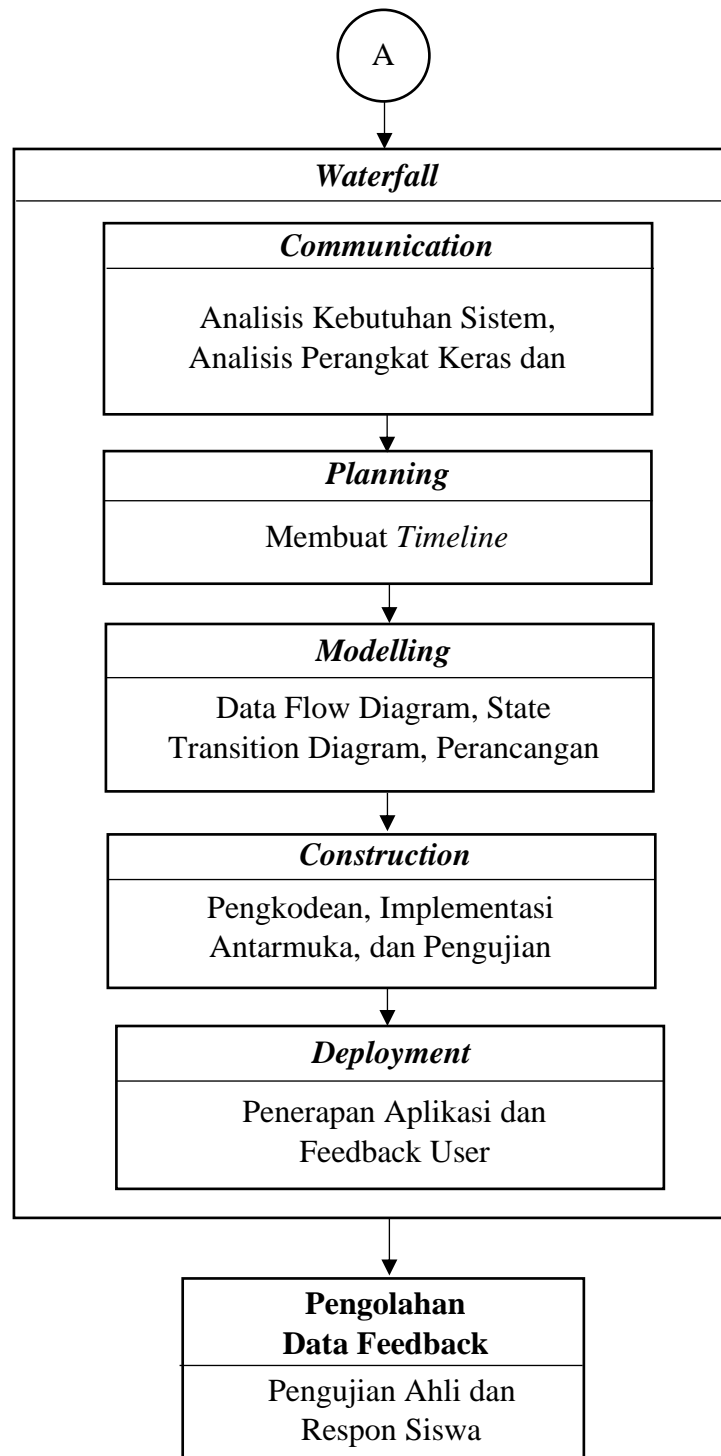 A
Waterfall
Communication
Analisis Kebutuhan Sistem,
Analisis Perangkat Keras dan
Planning
Membuat Timeline
Modelling
Data Flow Diagram, State
Transition Diagram, Perancangan
Construction
Pengkodean, Implementasi
Antarmuka, dan Pengujian
Deployment
Penerapan Aplikasi dan
Feedback User
Pengolahan
Data Feedback
Pengujian Ahli dan
Respon Siswa